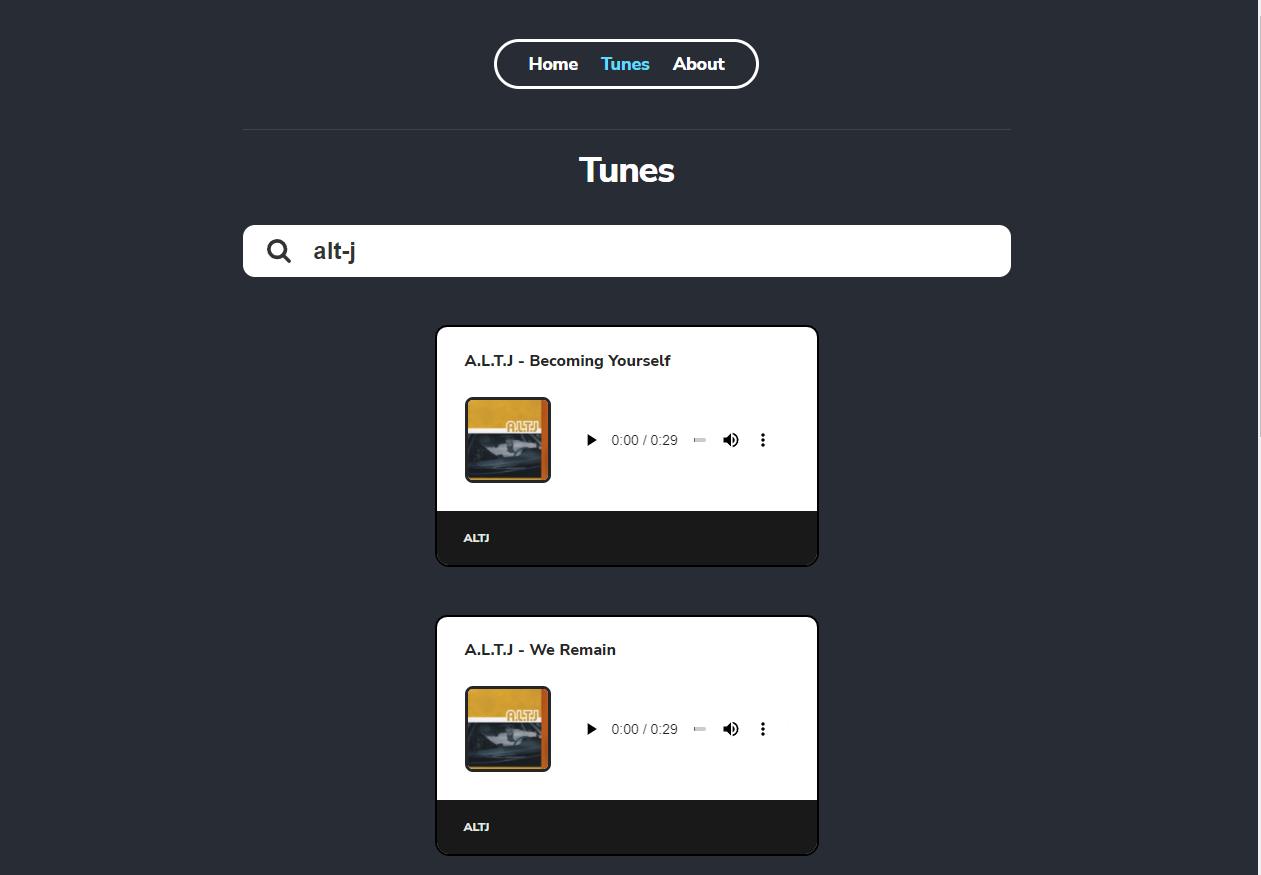 Home Tunes About
Tunes
alt-j
A.L.T.J - Becoming Yourself
A.L.T.J
0:00 / 0:29
ALTJ
A.L.T.J - We Remain
A.L.T.J
0:00 / 0:29
ALTJ